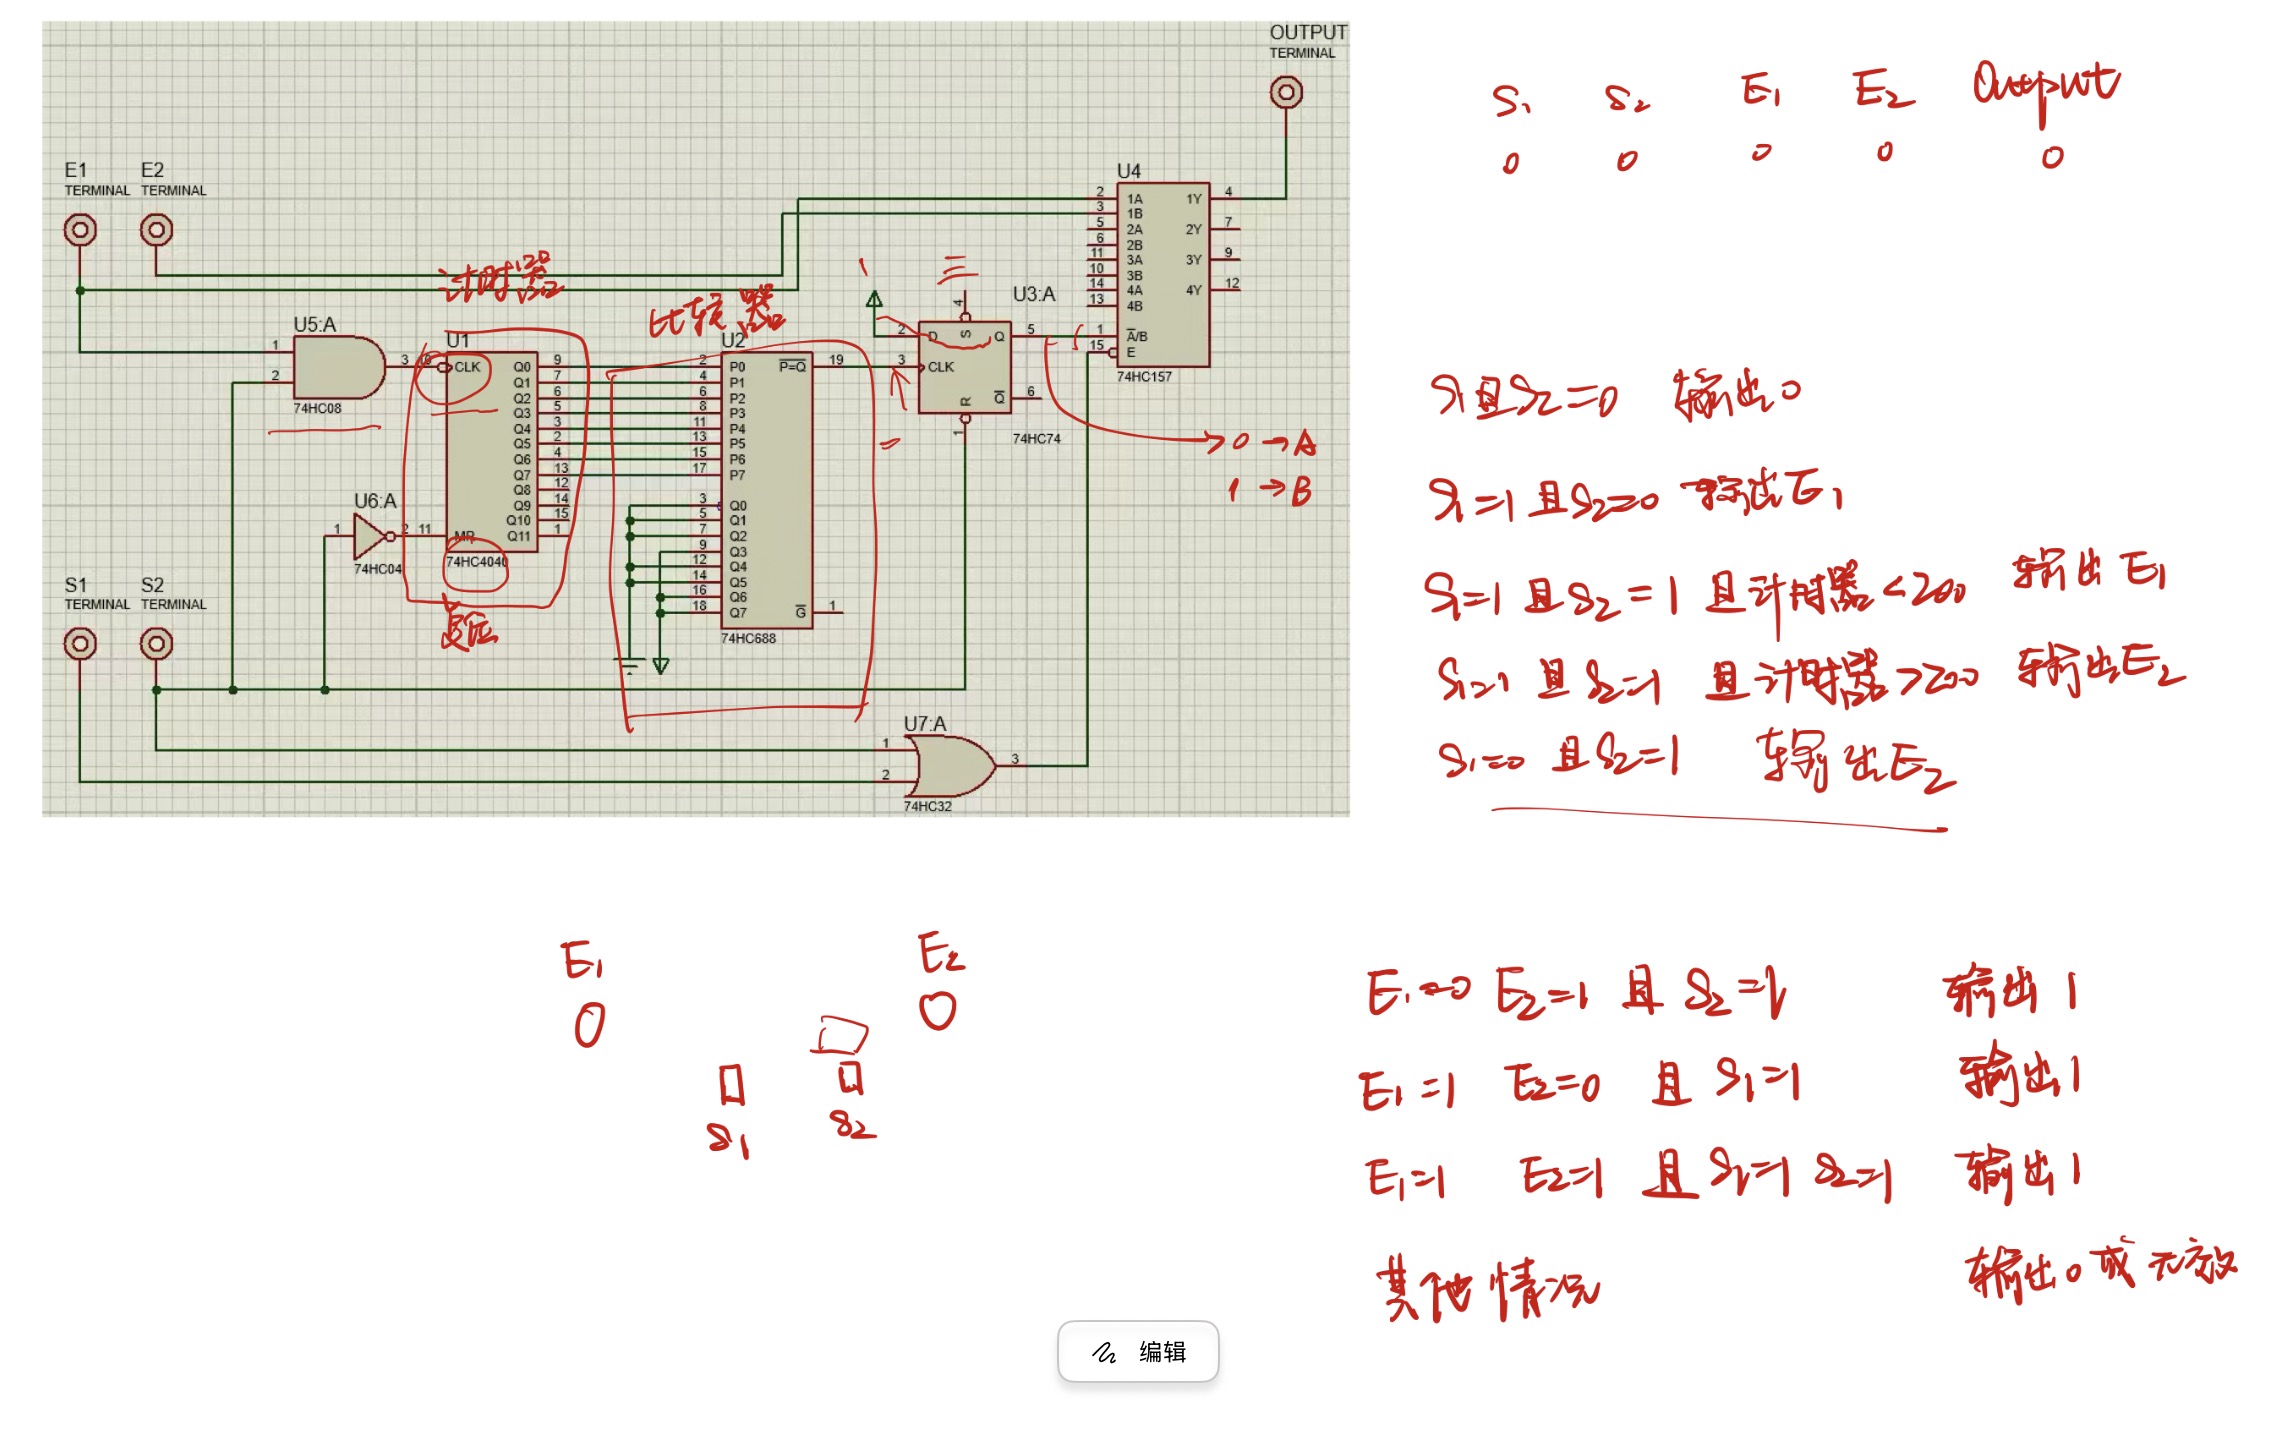 OUTPUT
TERMINAL
E1
TERMINAL
E2
TERMINAL
计时器
比较器
U5:A
1
2
3
74HC08
U6:A
1
2
74HC04
U1
10
CLK
11
MR
Q0 9
Q1 7
Q2 6
Q3 5
Q4 3
Q5 2
Q6 4
Q7 13
Q8 12
Q9 14
Q10 15
Q11 1
74HC4040
反应
U2
2 P0
4 P1
6 P2
8 P3
11 P4
13 P5
15 P6
17 P7
3 Q0
5 Q1
7 Q2
9 Q3
12 Q4
14 Q5
16 Q6
18 Q7
P=Q 19
G 1
74HC688
1
U3:A
4
2 D S Q 5
3 CLK
R Q 6
1
74HC74
U4
2 1A 1Y 4
3 1B
5 2A 2Y 7
6 2B
11 3A 3Y 9
10 3B
14 4A 4Y 12
13 4B
1 A/B
15 E
74HC157
0→A
1→B
S1
TERMINAL
S2
TERMINAL
U7:A
1
2
3
74HC32
S1 S2 E1 E2 Output
0 0 0 0 0
S1且S2=0 输出0
S1=1且S2=0 输出E1
S1=1且S2=1且计时器<200 输出E1
S1=1且S2=1且计时器>200 输出E2
S1=0且S2=1 输出E2
E1 E2
S1 S2
E1=0 E2=1 且 S2=1 输出1
E1=1 E2=0 且 S1=1 输出1
E1=1 E2=1 且 S1=1 S2=1 输出1
其他情况 输出0或无效
编辑